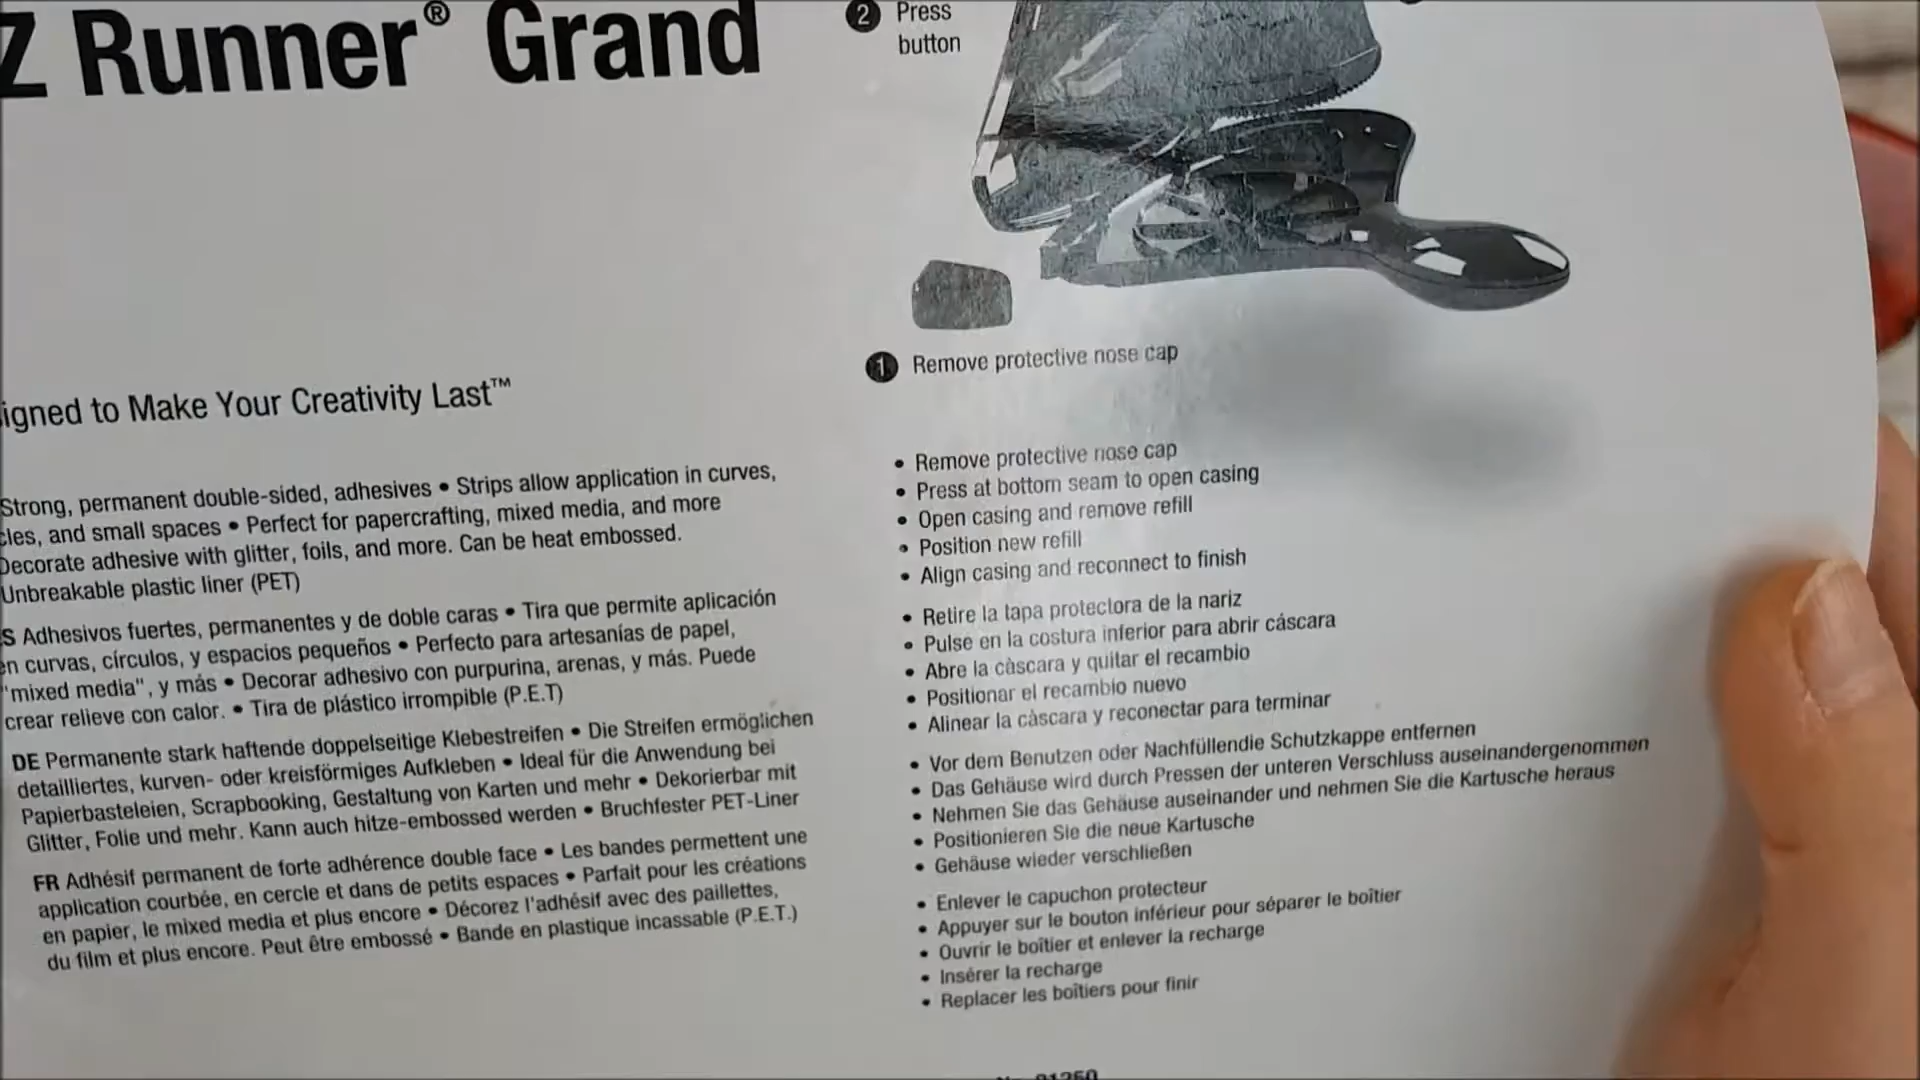 Z Runner® Grand
igned to Make Your Creativity Last™
Strong, permanent double-sided, adhesives • Strips allow application in curves,
cles, and small spaces • Perfect for papercrafting, mixed media, and more
Decorate adhesive with glitter, foils, and more. Can be heat embossed.
Unbreakable plastic liner (PET)
S Adhesivos fuertes, permanentes y de doble caras • Tira que permite aplicación
en curvas, círculos, y espacios pequeños • Perfecto para artesanías de papel,
"mixed media", y más • Decorar adhesivo con purpurina, arenas, y más. Puede
crear relieve con calor. • Tira de plástico irrompible (P.E.T)
DE Permanente stark haftende doppelseitige Klebestreifen • Die Streifen ermöglichen
detailliertes, kurven- oder kreisförmiges Aufkleben • Ideal für die Anwendung bei
Papierbasteleien, Scrapbooking, Gestaltung von Karten und mehr • Dekorierbar mit
Glitter, Folie und mehr. Kann auch hitze-embossed werden • Bruchfester PET-Liner
FR Adhésif permanent de forte adhérence double face • Les bandes permettent une
application courbée, en cercle et dans de petits espaces • Parfait pour les créations
en papier, le mixed media et plus encore • Décorez l'adhésif avec des paillettes,
du film et plus encore. Peut être embossé • Bande en plastique incassable (P.E.T.)
2 Press
button
1 Remove protective nose cap
• Remove protective nose cap
• Press at bottom seam to open casing
• Open casing and remove refill
• Position new refill
• Align casing and reconnect to finish
• Retire la tapa protectora de la nariz
• Pulse en la costura inferior para abrir cáscara
• Abre la càscara y quitar el recambio
• Positionar el recambio nuevo
• Alinear la càscara y reconectar para terminar
• Vor dem Benutzen oder Nachfüllendie Schutzkappe entfernen
• Das Gehäuse wird durch Pressen der unteren Verschluss auseinandergenommen
• Nehmen Sie das Gehäuse auseinander und nehmen Sie die Kartusche heraus
• Positionieren Sie die neue Kartusche
• Gehäuse wieder verschließen
• Enlever le capuchon protecteur
• Appuyer sur le bouton inférieur pour séparer le boîtier
• Ouvrir le boîtier et enlever la recharge
• Insérer la recharge
• Replacer les boîtiers pour finir